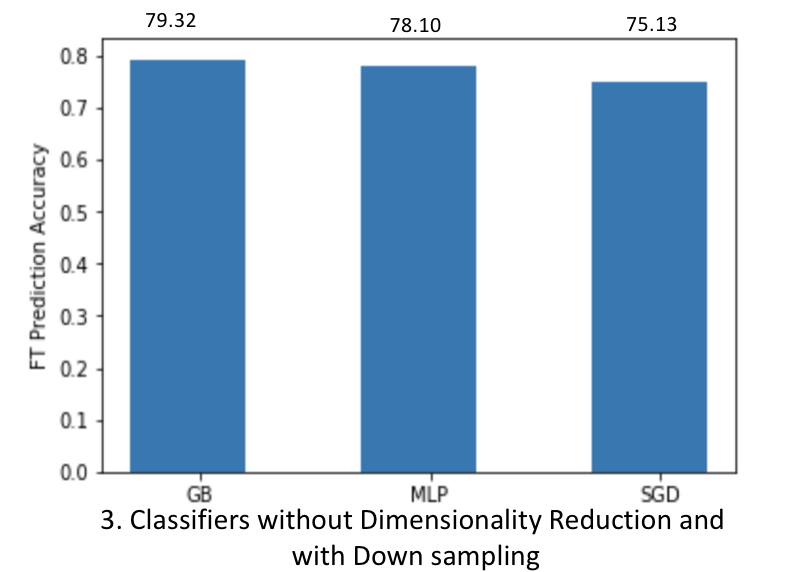 79.32
78.10
75.13
0.8
0.7
0.6
0.5
0.4
0.3
0.2
0.1
0.0
FT Prediction Accuracy
GB
MLP
SGD
3. Classifiers without Dimensionality Reduction and
with Down sampling